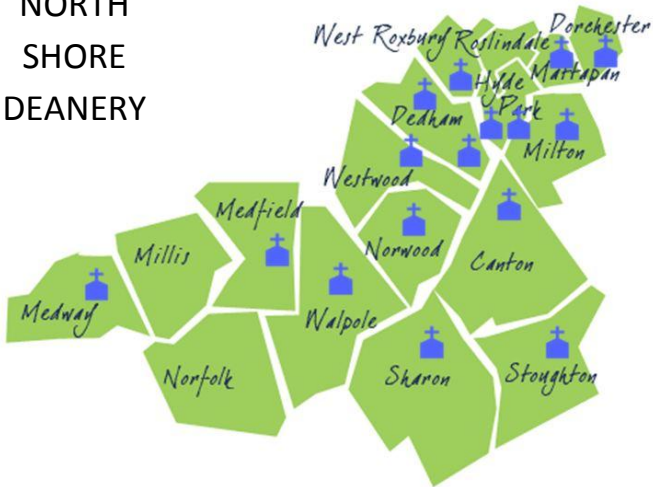 NORTH
SHORE
DEANERY
Dorchester
West Roxbury
Roslindale
Mattapan
Hyde
Park
Dedham
Milton
Westwood
Medfield
Norwood
Millis
Canton
Medway
Walpole
Norfolk
Sharon
Stoughton